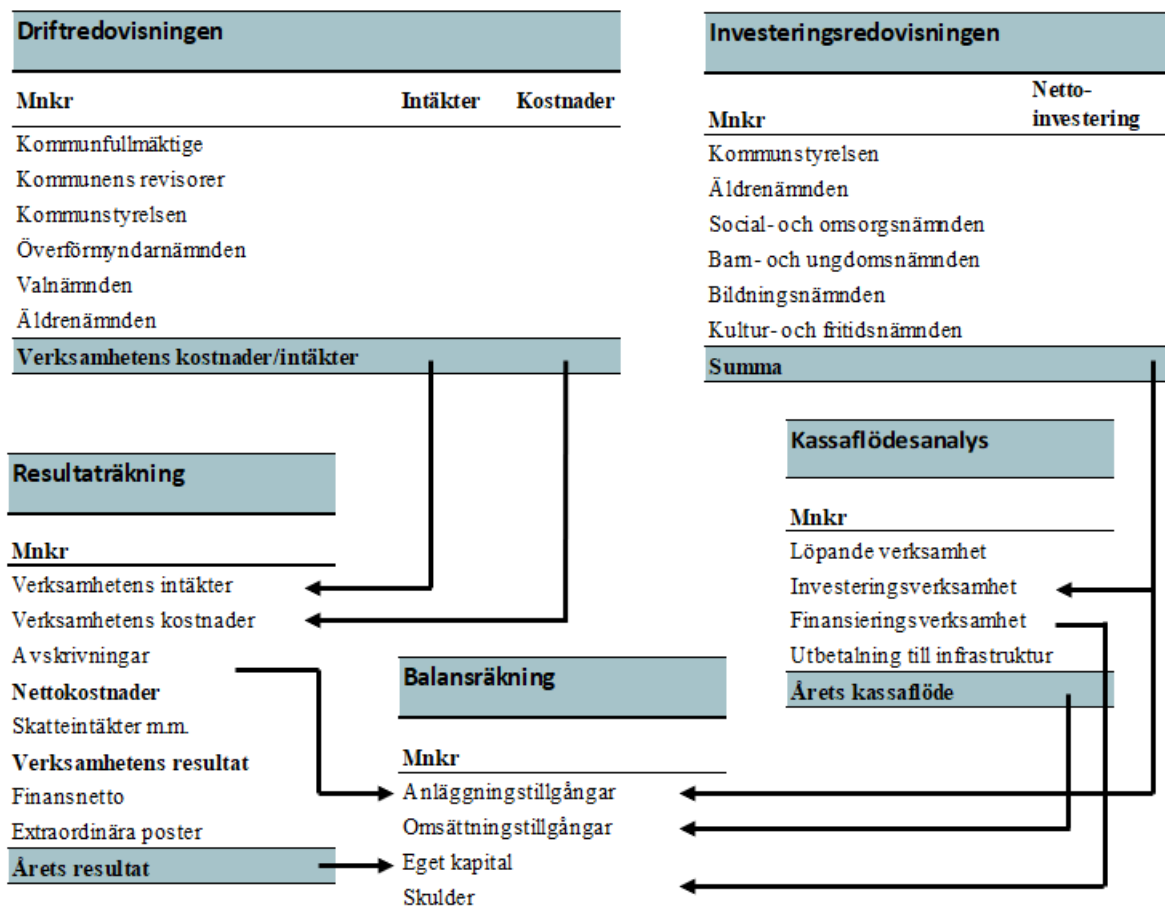 Driftredovisningen
Mnkr Intäkter Kostnader
Kommunfullmäktige
Kommunens revisorer
Kommunstyrelsen
Överförmyndarnämnden
Valnämnden
Äldrenämnden
Verksamhetens kostnader/intäkter
Investeringsredovisningen
Netto-
Mnkr investering
Kommunstyrelsen
Äldrenämnden
Social- och omsorgsnämnden
Barn- och ungdomsnämnden
Bildningsnämnden
Kultur- och fritidsnämnden
Summa
Resultaträkning
Mnkr
Verksamhetens intäkter
Verksamhetens kostnader
Avskrivningar
Nettokostnader
Skatteintäkter m.m.
Verksamhetens resultat
Finansnetto
Extraordinära poster
Årets resultat
Balansräkning
Mnkr
Anläggningstillgångar
Omsättningstillgångar
Eget kapital
Skulder
Kassaflödesanalys
Mnkr
Löpande verksamhet
Investeringsverksamhet
Finansieringsverksamhet
Utbetalning till infrastruktur
Årets kassaflöde